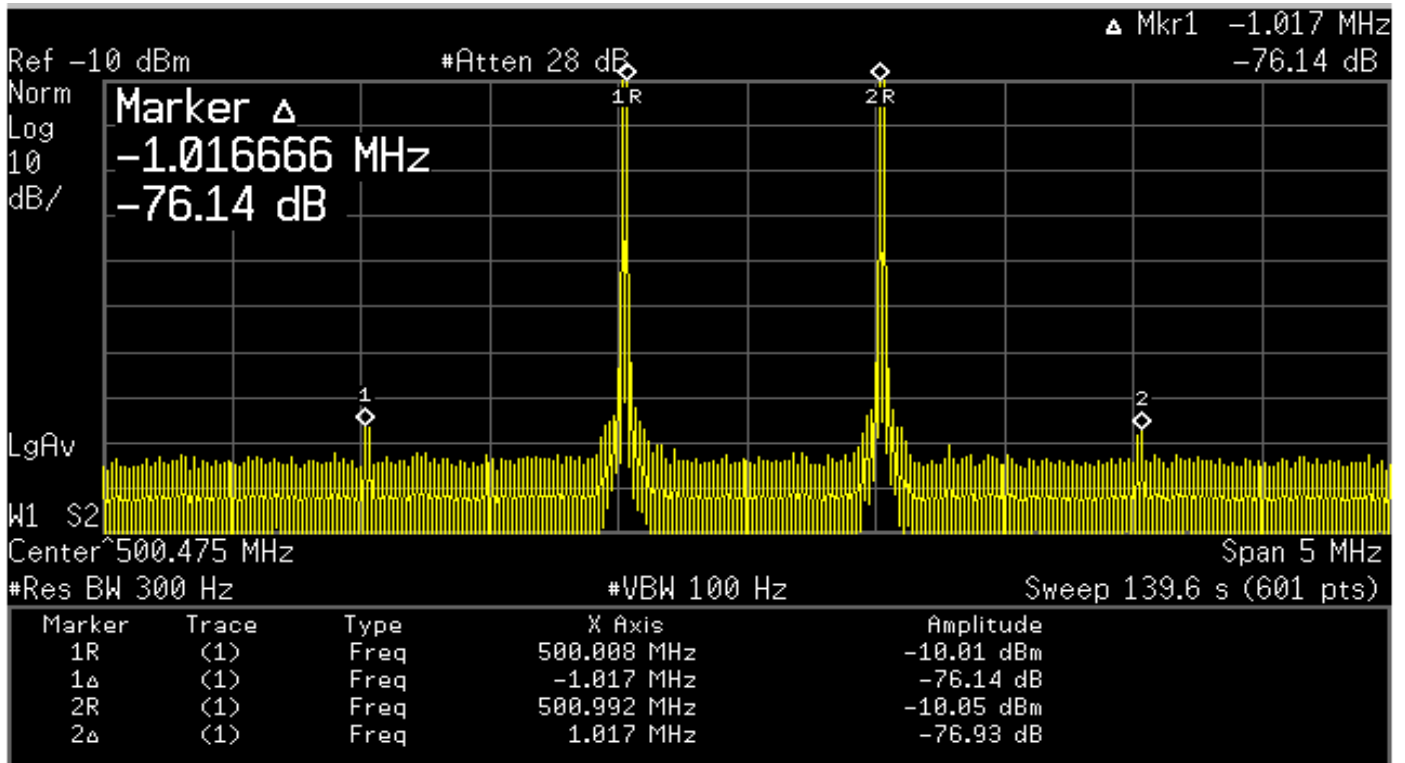 Δ Mkr1 -1.017 MHz
Ref -10 dBm #Atten 28 dB -76.14 dB
Norm
Log
10
dB/
Marker Δ
-1.016666 MHz
-76.14 dB
1R 2R
1 2
LgAv
W1 S2
Center^500.475 MHz Span 5 MHz
#Res BW 300 Hz #VBW 100 Hz Sweep 139.6 s (601 pts)
Marker Trace Type X Axis Amplitude
1R (1) Freq 500.008 MHz -10.01 dBm
1Δ (1) Freq -1.017 MHz -76.14 dB
2R (1) Freq 500.992 MHz -10.05 dBm
2Δ (1) Freq 1.017 MHz -76.93 dB